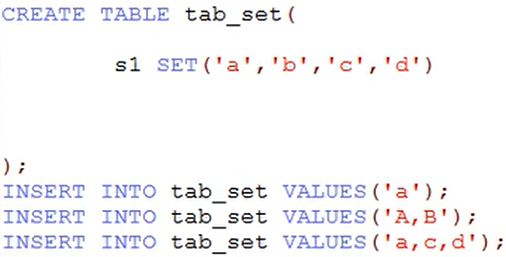 CREATE TABLE tab_set(
s1 SET('a','b','c','d')
);
INSERT INTO tab_set VALUES('a');
INSERT INTO tab_set VALUES('A,B');
INSERT INTO tab_set VALUES('a,c,d');